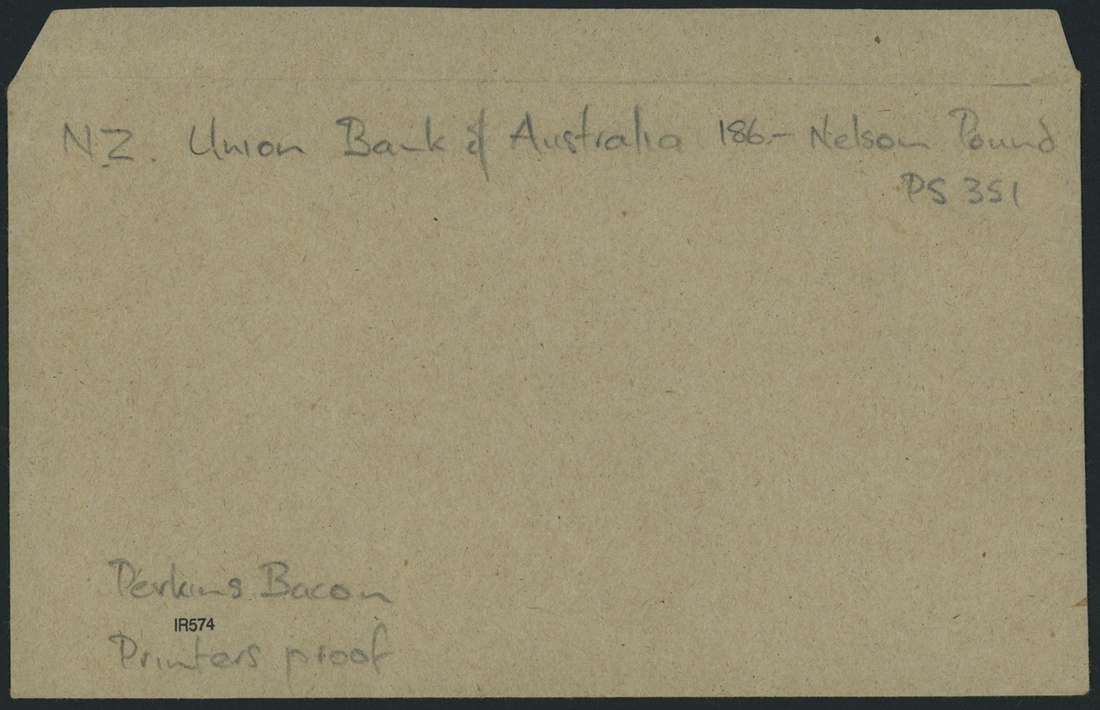 N.Z. Union Bank of Australia 186- Nelson Pound
PS 351
Perkins Bacon
IR574
Printers proof